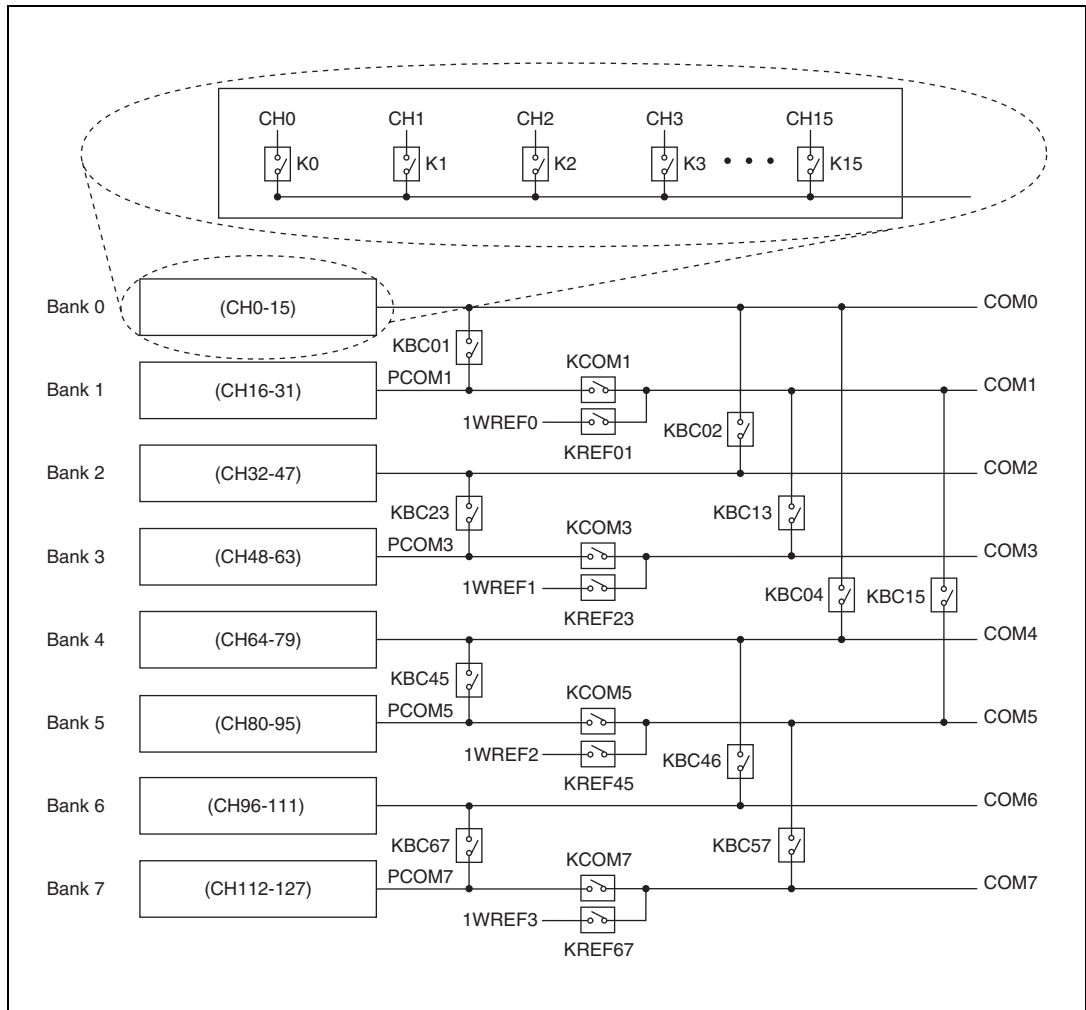 CH0 CH1 CH2 CH3 CH15
K0 K1 K2 K3 • • • K15
Bank 0 (CH0-15) COM0
KBC01
KCOM1
Bank 1 (CH16-31) PCOM1 COM1
1WREF0
KREF01
KBC02
Bank 2 (CH32-47) COM2
KBC23
KCOM3
KBC13
Bank 3 (CH48-63) PCOM3 COM3
1WREF1
KREF23
KBC04 KBC15
Bank 4 (CH64-79) COM4
KBC45
KCOM5
Bank 5 (CH80-95) PCOM5 COM5
1WREF2
KREF45
KBC46
Bank 6 (CH96-111) COM6
KBC67
KCOM7
KBC57
Bank 7 (CH112-127) PCOM7 COM7
1WREF3
KREF67